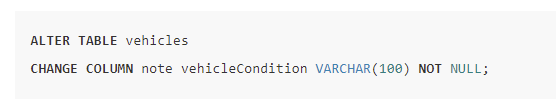 ALTER TABLE vehicles
CHANGE COLUMN note vehicleCondition VARCHAR(100) NOT NULL;